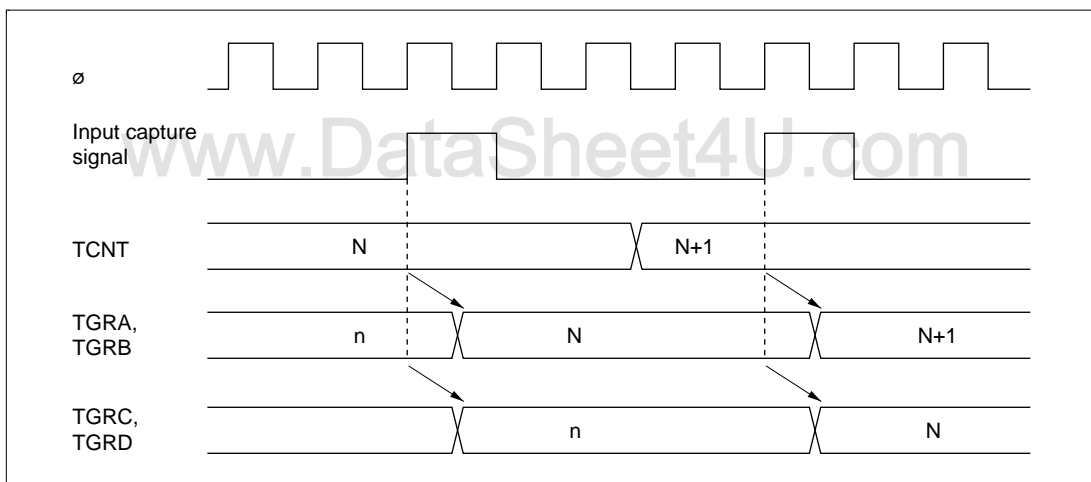 ø
Input capture
signal
www.DataSheet4U.com
TCNT
N
N+1
TGRA,
TGRB
n
N
N+1
TGRC,
TGRD
n
N